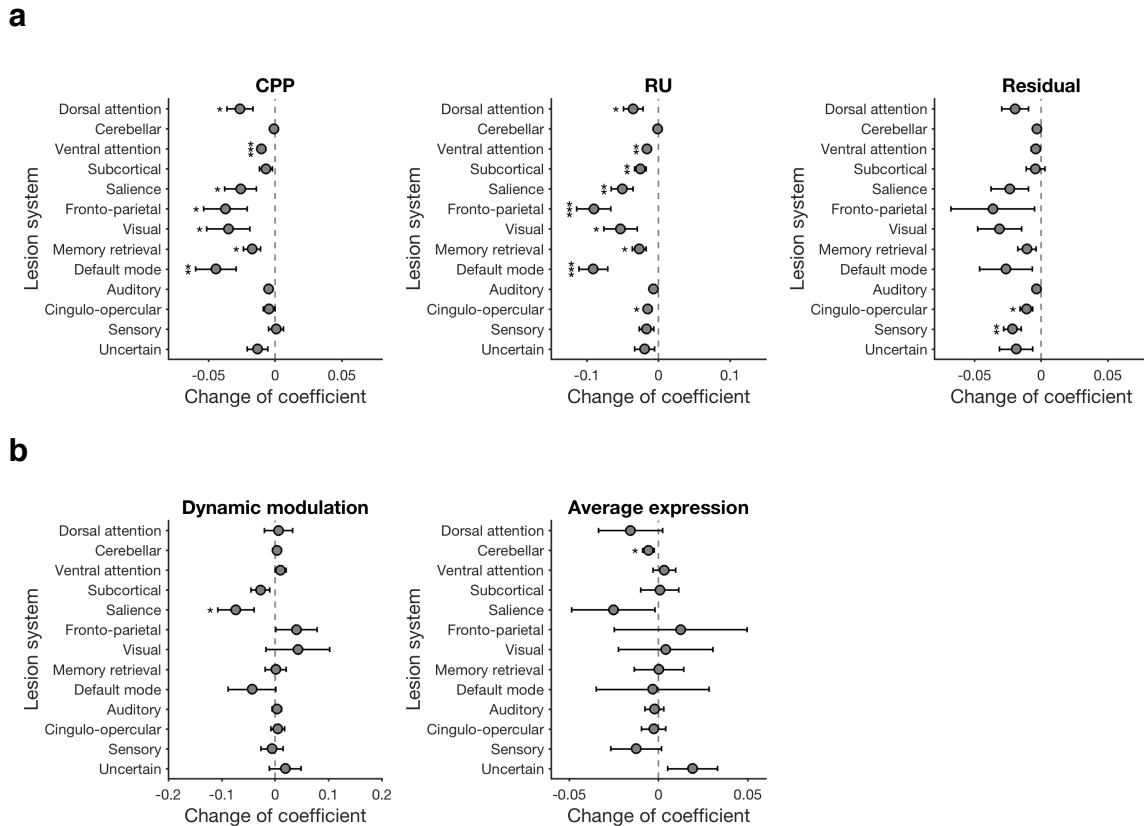 a
CPP
Lesion system
Dorsal attention
*
Cerebellar
Ventral attention
***
Subcortical
Salience
*
Fronto-parietal
*
Visual
*
Memory retrieval
*
Default mode
**
Auditory
Cingulo-opercular
Sensory
Uncertain
-0.05 0 0.05
Change of coefficient
RU
Lesion system
Dorsal attention
*
Cerebellar
Ventral attention
**
Subcortical
**
Salience
**
Fronto-parietal
***
Visual
*
Memory retrieval
*
Default mode
***
Auditory
Cingulo-opercular
*
Sensory
Uncertain
-0.1 0 0.1
Change of coefficient
Residual
Lesion system
Dorsal attention
Cerebellar
Ventral attention
Subcortical
Salience
Fronto-parietal
Visual
Memory retrieval
Default mode
Auditory
Cingulo-opercular
*
Sensory
**
Uncertain
-0.05 0 0.05
Change of coefficient
b
Dynamic modulation
Lesion system
Dorsal attention
Cerebellar
Ventral attention
Subcortical
Salience
*
Fronto-parietal
Visual
Memory retrieval
Default mode
Auditory
Cingulo-opercular
Sensory
Uncertain
-0.2 -0.1 0 0.1 0.2
Change of coefficient
Average expression
Lesion system
Dorsal attention
Cerebellar
*
Ventral attention
Subcortical
Salience
Fronto-parietal
Visual
Memory retrieval
Default mode
Auditory
Cingulo-opercular
Sensory
Uncertain
-0.05 0 0.05
Change of coefficient